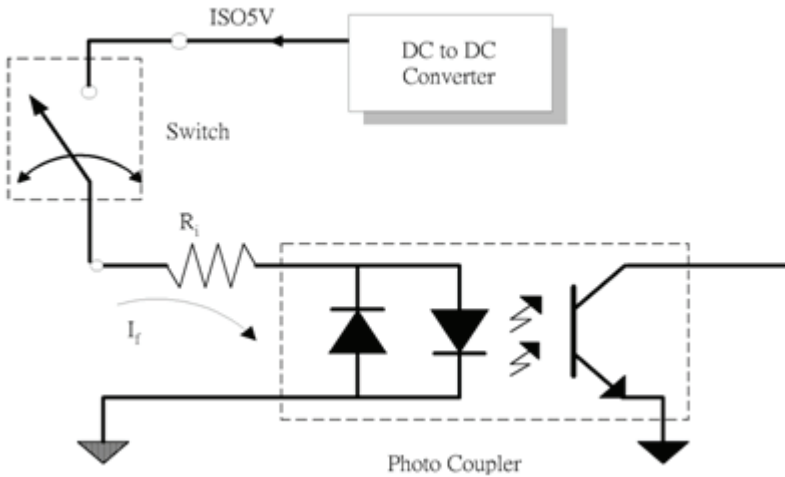 ISO5V
DC to DC
Converter
Switch
Ri
If
Photo Coupler